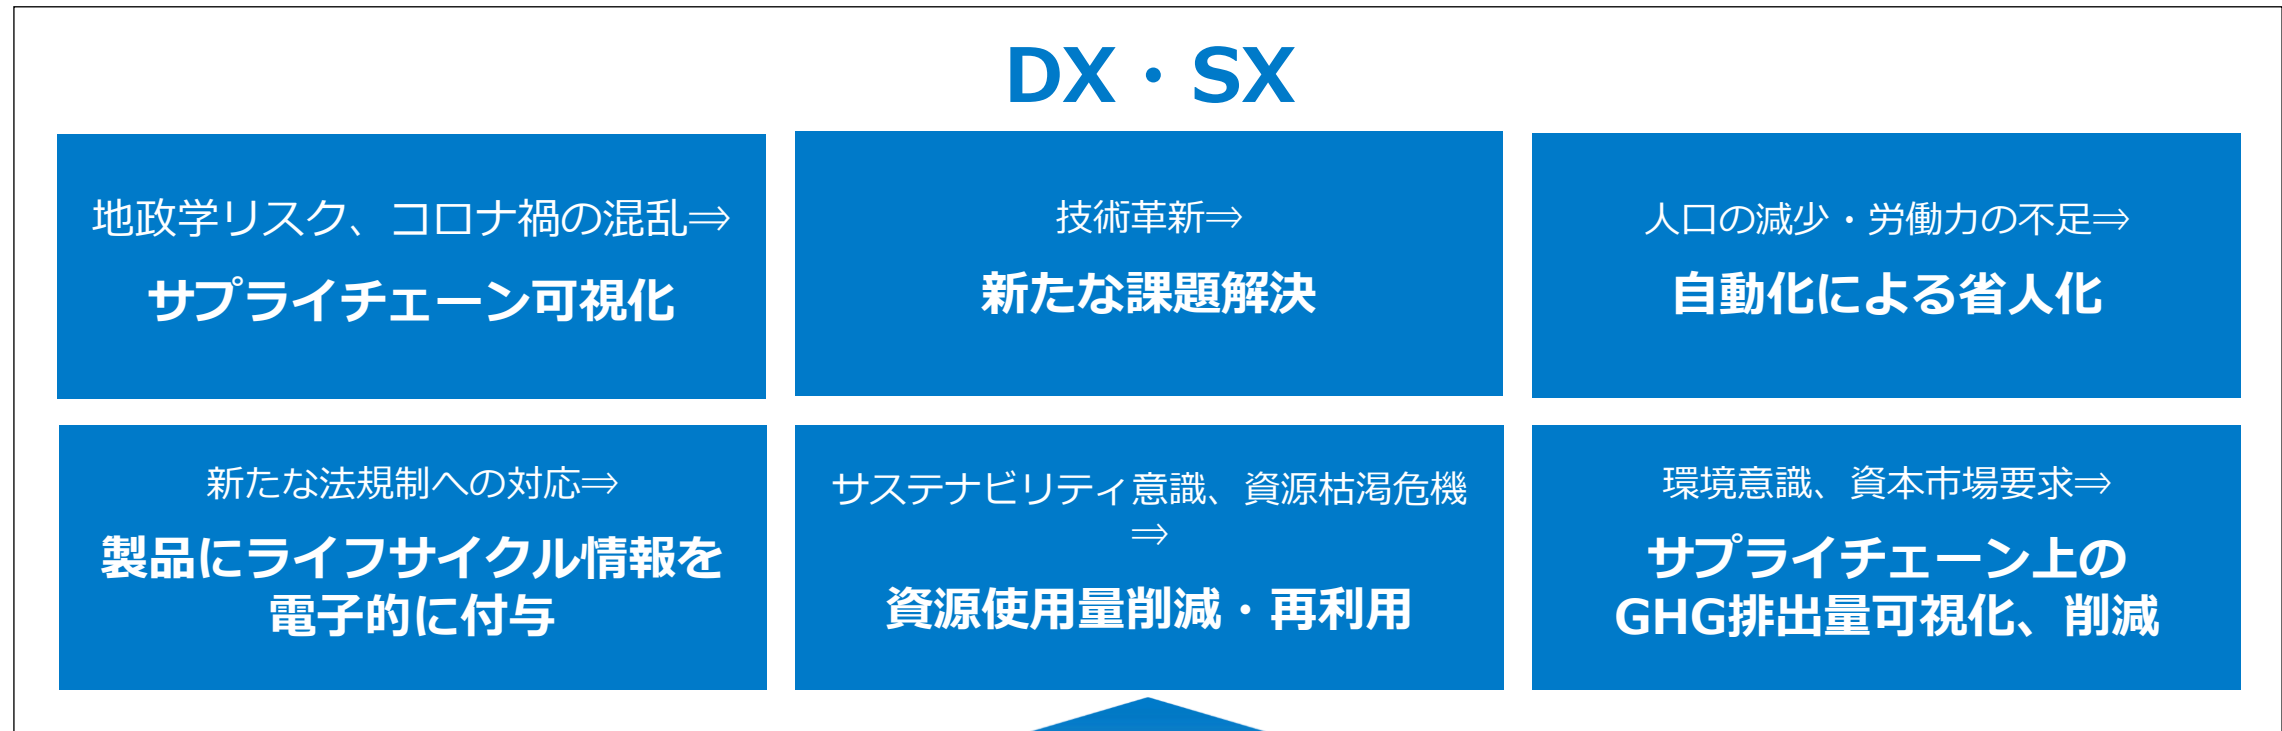 DX・SX
地政学リスク、コロナ禍の混乱⇒
サプライチェーン可視化
技術革新⇒
新たな課題解決
人口の減少・労働力の不足⇒
自動化による省人化
新たな法規制への対応⇒
製品にライフサイクル情報を
電子的に付与
サステナビリティ意識、資源枯渇危機
⇒
資源使用量削減・再利用
環境意識、資本市場要求⇒
サプライチェーン上の
GHG排出量可視化、削減